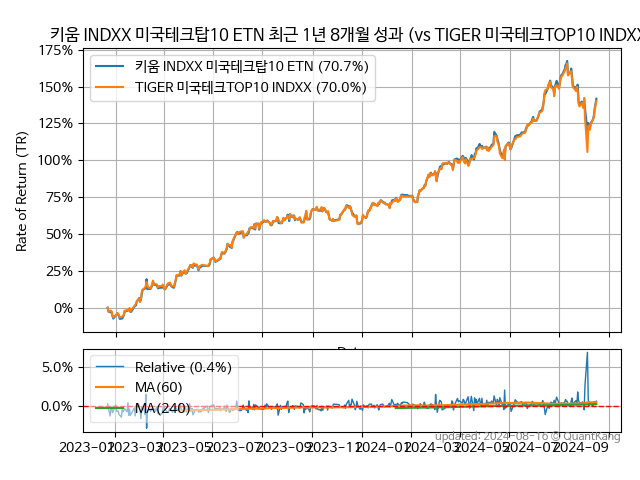 키움 INDXX 미국테크탑10 ETN 최근 1년 8개월 성과 (vs TIGER 미국테크TOP10 INDXX
175%
150%
125%
100%
75%
50%
25%
0%
Rate of Return (TR)
키움 INDXX 미국테크탑10 ETN (70.7%)
TIGER 미국테크TOP10 INDXX (70.0%)
5.0%
0.0%
Relative (0.4%)
MA(60)
MA(240)
updated: 2024-08-16 © QuantKang
2023-01 2023-03 2023-05 2023-07 2023-09 2023-11 2024-01 2024-03 2024-05 2024-07 2024-09